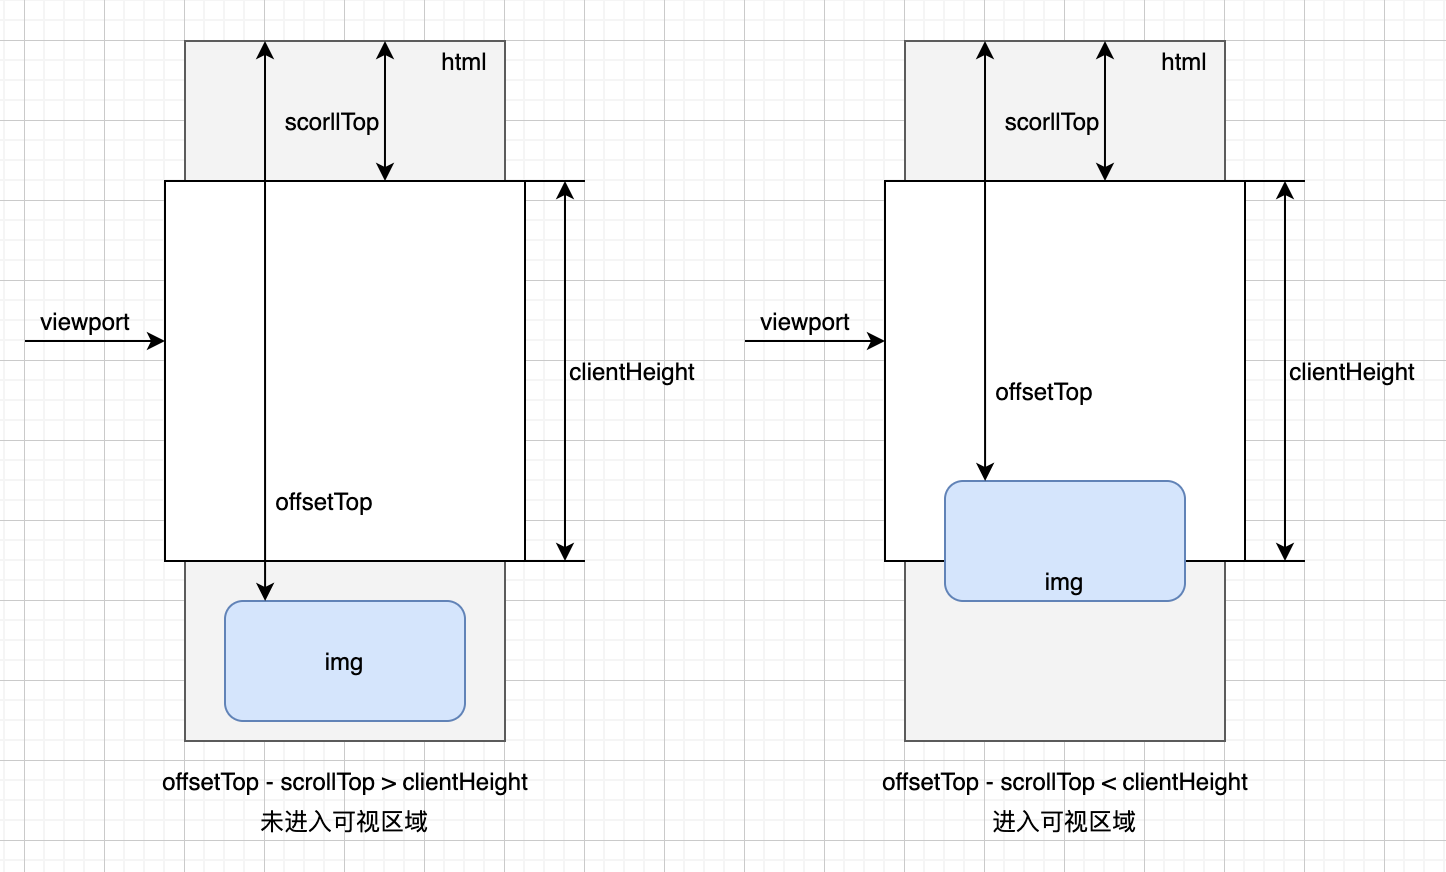 html
scorllTop
viewport
clientHeight
offsetTop
img
offsetTop - scrollTop > clientHeight
未进入可视区域
html
scorllTop
viewport
clientHeight
offsetTop
img
offsetTop - scrollTop < clientHeight
进入可视区域